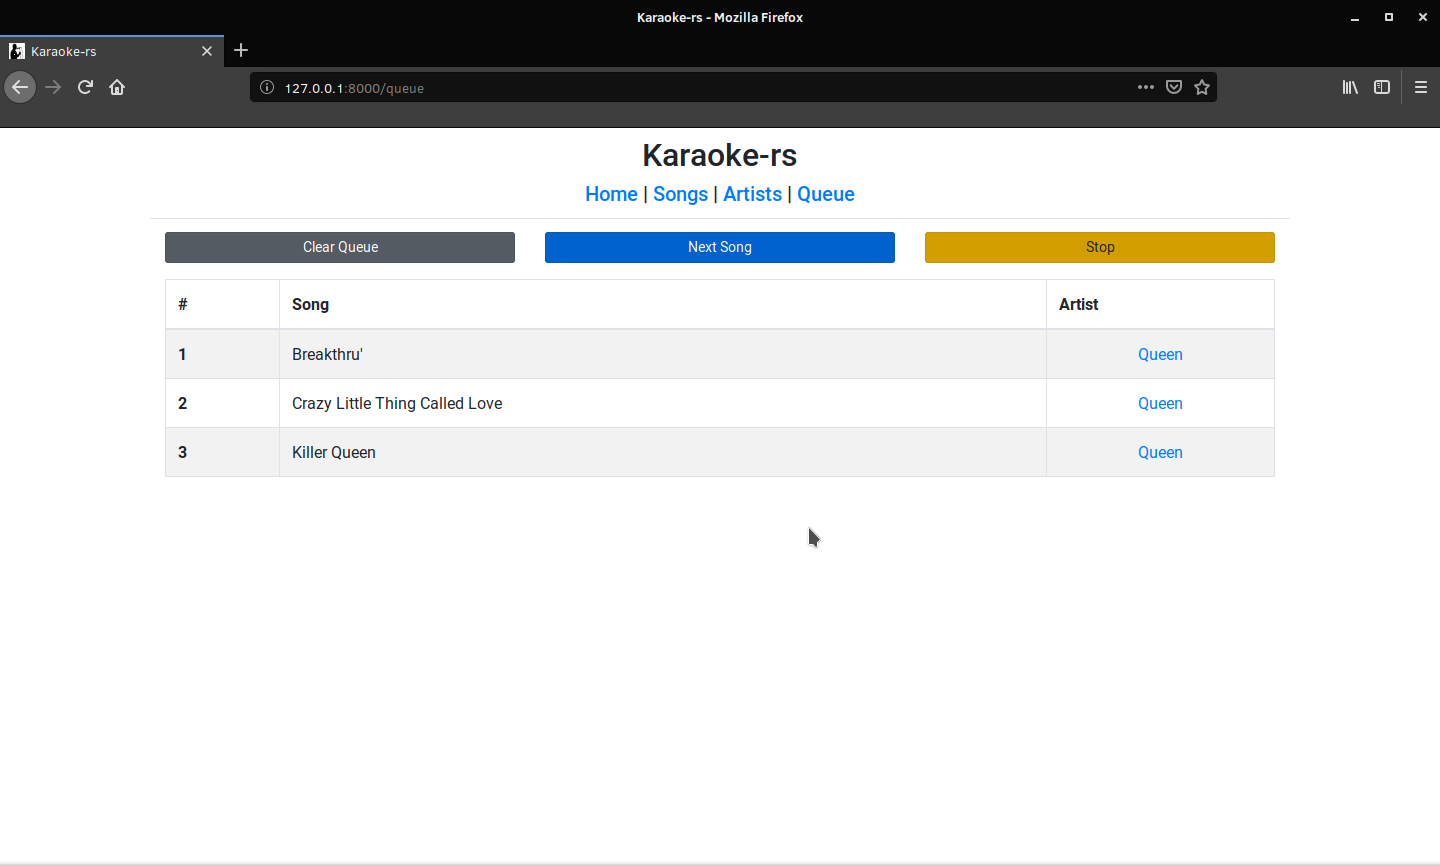 Karaoke-rs - Mozilla Firefox
Karaoke-rs
127.0.0.1:8000/queue
Karaoke-rs
Home | Songs | Artists | Queue
Clear Queue Next Song Stop
# Song Artist
1 Breakthru' Queen
2 Crazy Little Thing Called Love Queen
3 Killer Queen Queen